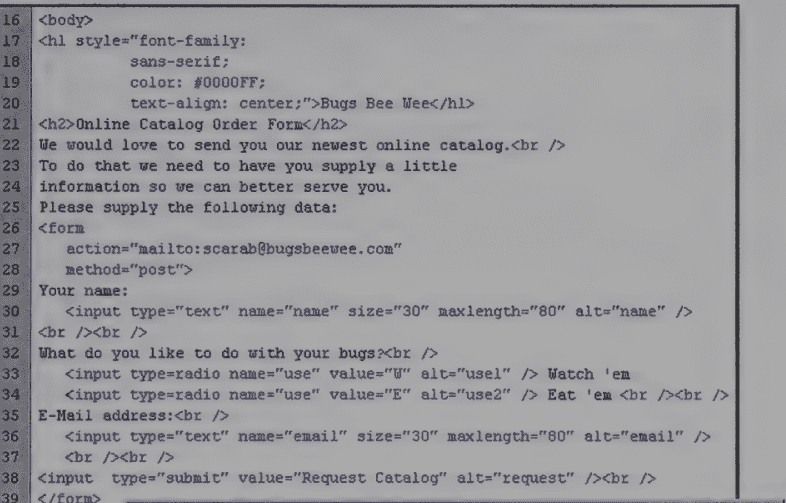 16 <body>
17 <h1 style="font-family:
18 sans-serif;
19 color: #0000FF;
20 text-align: center;">Bugs Bee Wee</h1>
21 <h2>Online Catalog Order Form</h2>
22 We would love to send you our newest online catalog.<br />
23 To do that we need to have you supply a little
24 information so we can better serve you.
25 Please supply the following data:
26 <form
27 action="mailto:scarab@bugsbeewee.com"
28 method="post">
29 Your name:
30 <input type="text" name="name" size="30" maxlength="80" alt="name" />
31 <br /><br />
32 What do you like to do with your bugs?<br />
33 <input type=radio name="use" value="W" alt="use1" /> Watch 'em
34 <input type=radio name="use" value="E" alt="use2" /> Eat 'em <br /><br />
35 E-Mail address:<br />
36 <input type="text" name="email" size="30" maxlength="80" alt="email" />
37 <br /><br />
38 <input  type="submit" value="Request Catalog" alt="request" /><br />
39 </form>